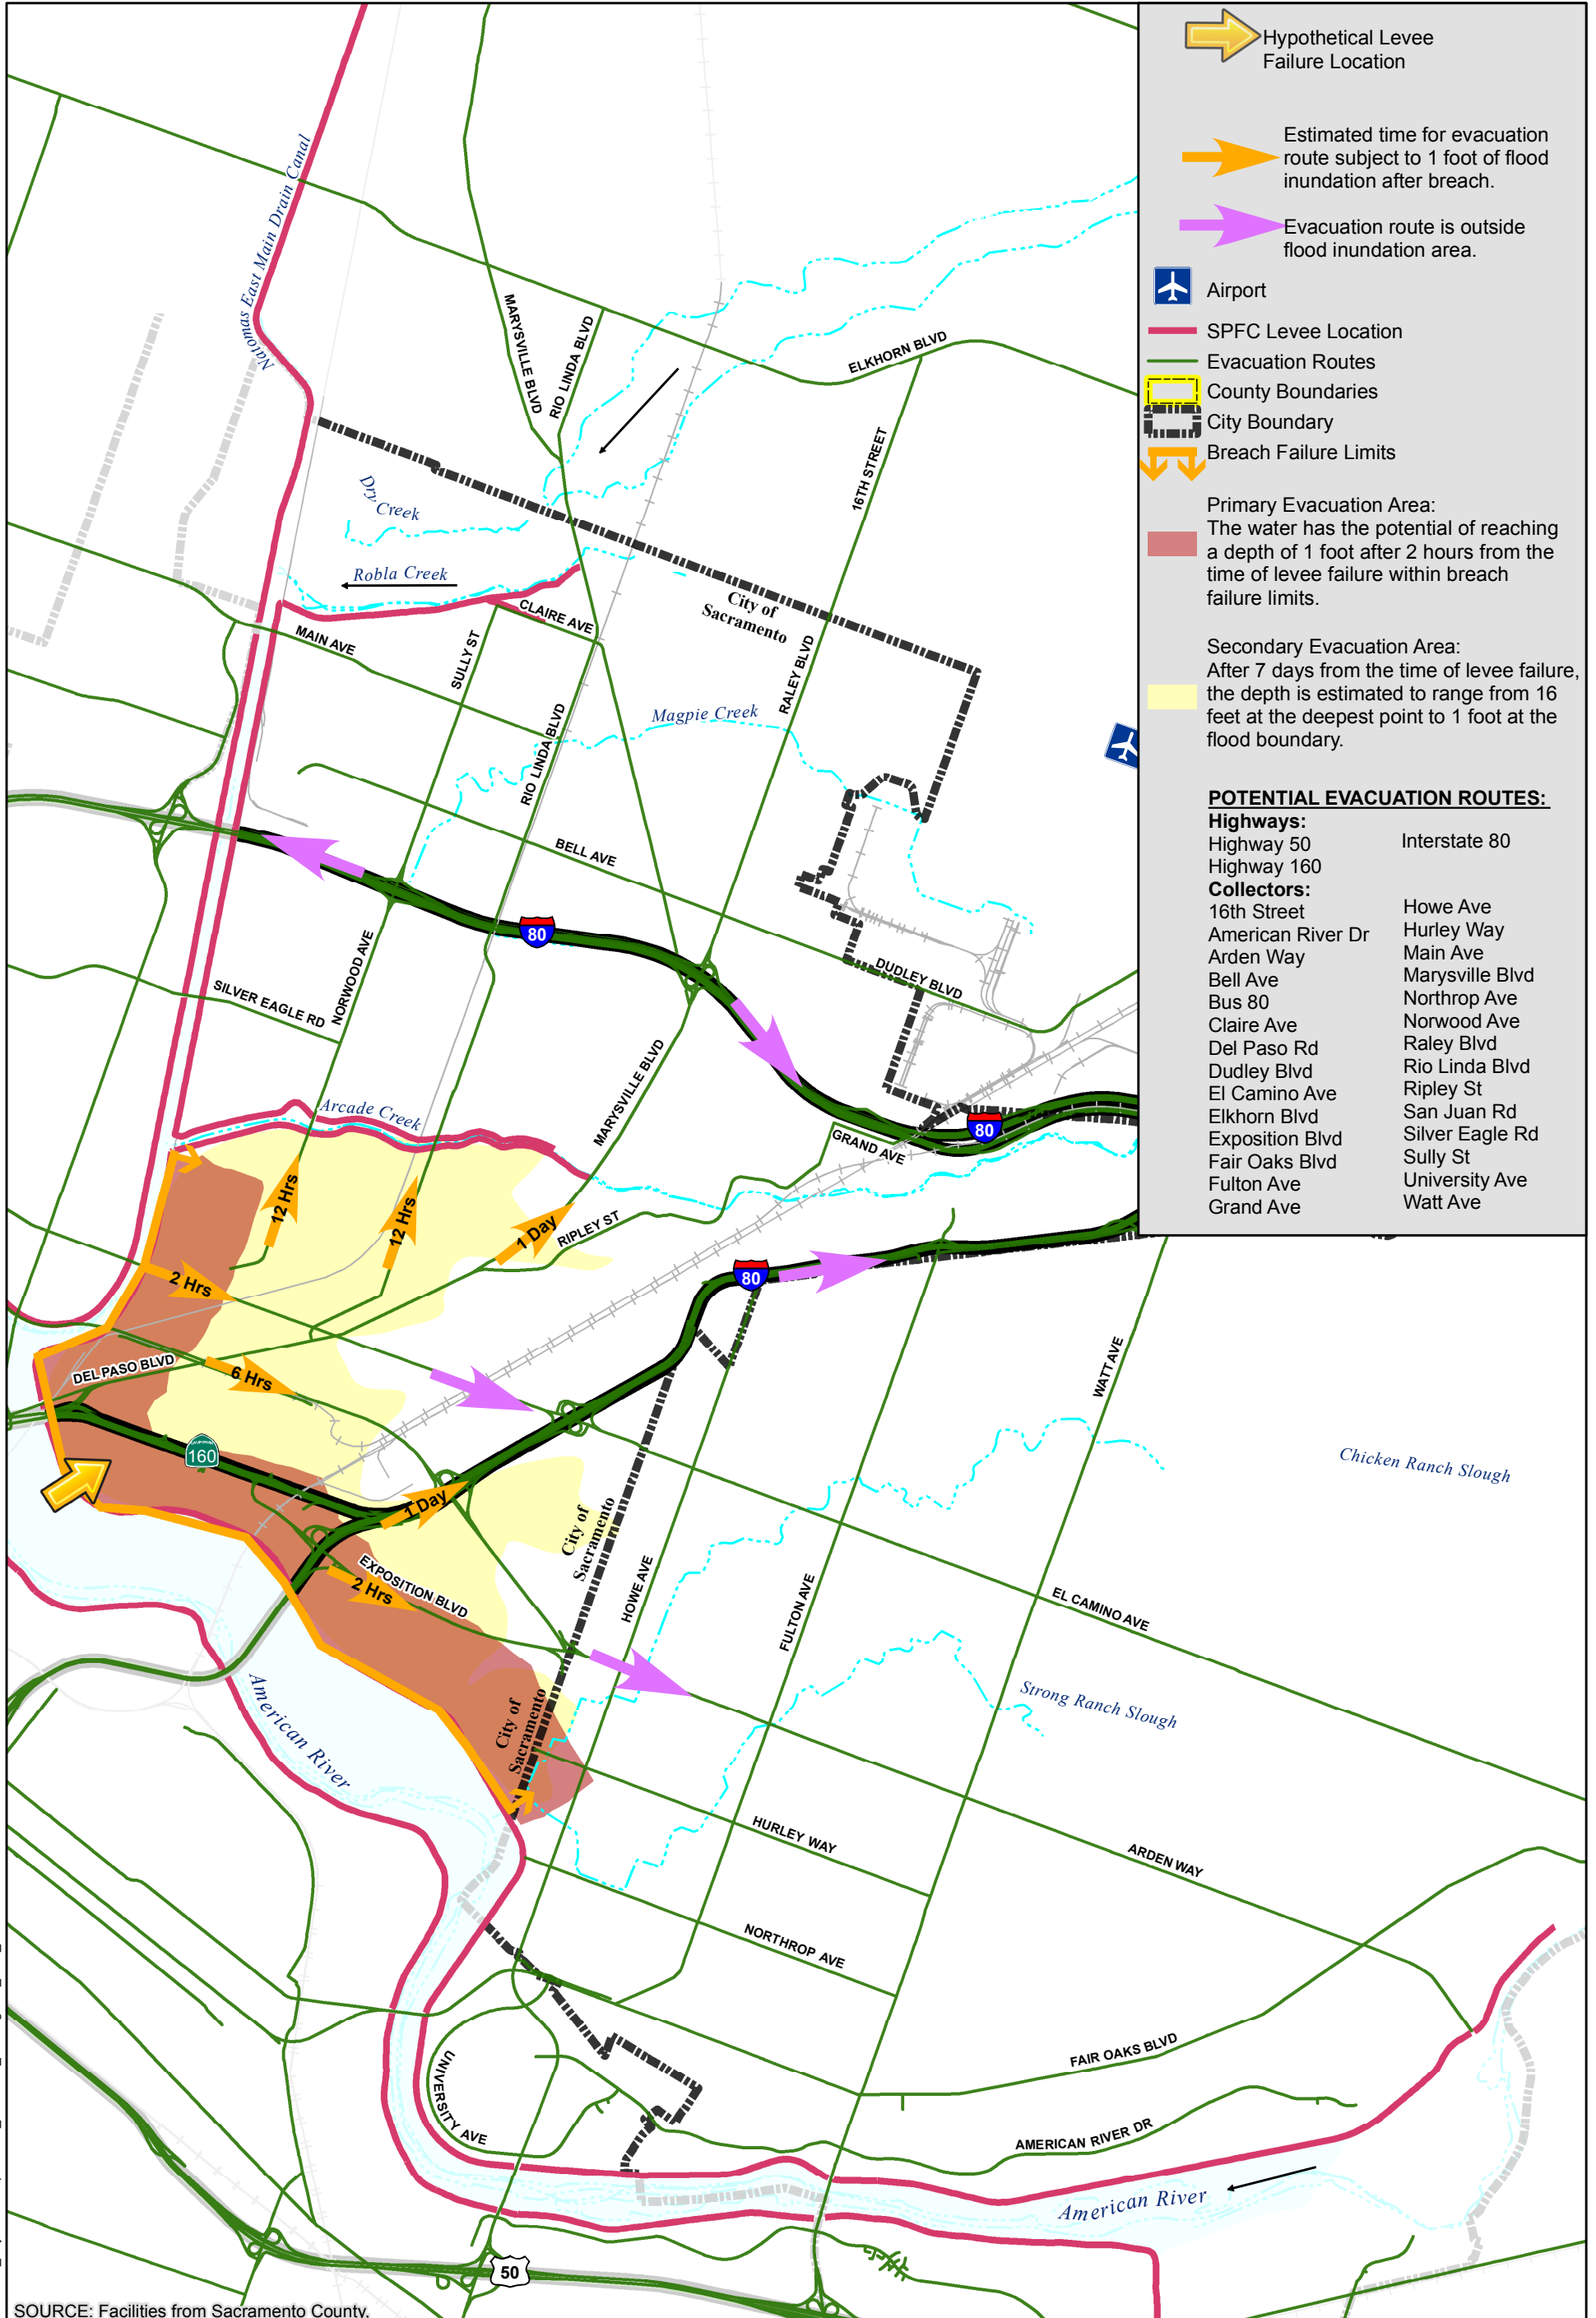 Hypothetical Levee
Failure Location
Estimated time for evacuation
route subject to 1 foot of flood
inundation after breach.
Evacuation route is outside
flood inundation area.
Airport
SPFC Levee Location
Evacuation Routes
County Boundaries
City Boundary
Breach Failure Limits
Primary Evacuation Area:
The water has the potential of reaching
a depth of 1 foot after 2 hours from the
time of levee failure within breach
failure limits.
Secondary Evacuation Area:
After 7 days from the time of levee failure,
the depth is estimated to range from 16
feet at the deepest point to 1 foot at the
flood boundary.
POTENTIAL EVACUATION ROUTES:
Highways:
Highway 50
Highway 160
Interstate 80
Collectors:
16th Street
American River Dr
Arden Way
Bell Ave
Bus 80
Claire Ave
Del Paso Rd
Dudley Blvd
El Camino Ave
Elkhorn Blvd
Exposition Blvd
Fair Oaks Blvd
Fulton Ave
Grand Ave
Howe Ave
Hurley Way
Main Ave
Marysville Blvd
Northrop Ave
Norwood Ave
Raley Blvd
Rio Linda Blvd
Ripley St
San Juan Rd
Silver Eagle Rd
Sully St
University Ave
Watt Ave
Natomas East Main Drain Canal
MARYSVILLE BLVD
RIO LINDA BLVD
ELKHORN BLVD
16TH STREET
Dry Creek
Robla Creek
CLAIRE AVE
City of
Sacramento
MAIN AVE
SULLY ST
RALEY BLVD
RIO LINDA BLVD
Magpie Creek
BELL AVE
80
NORWOOD AVE
DUDLEY BLVD
SILVER EAGLE RD
MARYSVILLE BLVD
Arcade Creek
80
GRAND AVE
12 Hrs
12 Hrs
1 Day
RIPLEY ST
2 Hrs
80
DEL PASO BLVD
6 Hrs
WATT AVE
160
Chicken Ranch Slough
1 Day
City of
Sacramento
EXPOSITION BLVD
2 Hrs
HOWE AVE
FULTON AVE
EL CAMINO AVE
American River
City of
Sacramento
Strong Ranch Slough
HURLEY WAY
ARDEN WAY
NORTHROP AVE
UNIVERSITY AVE
FAIR OAKS BLVD
AMERICAN RIVER DR
American River
50
SOURCE: Facilities from Sacramento County,